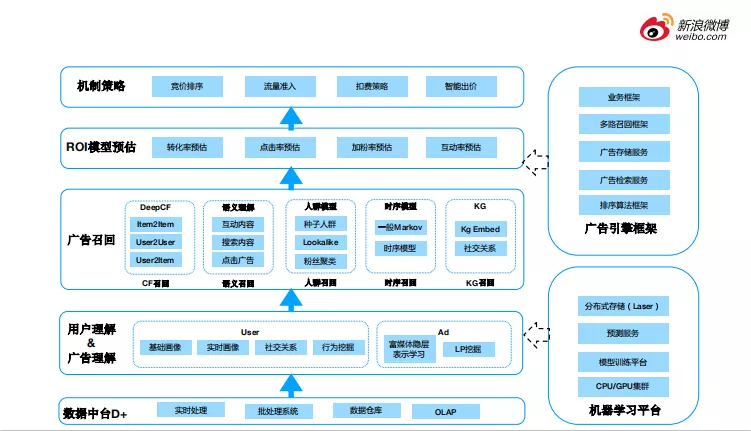 新浪微博
weibo.com
机制策略
竞价排序
流量准入
扣费策略
智能出价
ROI模型预估
转化率预估
点击率预估
加粉率预估
互动率预估
广告召回
DeepCF
Item2Item
User2User
User2Item
CF召回
语义理解
互动内容
搜索内容
点击广告
语义召回
人群模型
种子人群
Lookalike
粉丝聚类
人群召回
时序模型
一般Markov
时序模型
时序召回
KG
Kg Embed
社交关系
KG召回
用户理解
&
广告理解
User
基础画像
实时画像
社交关系
行为挖掘
Ad
富媒体隐层
表示学习
LP挖掘
数据中台D+
实时处理
批处理系统
数据仓库
OLAP
业务框架
多路召回框架
广告存储服务
广告检索服务
排序算法框架
广告引擎框架
分布式存储（Laser）
预测服务
模型训练平台
CPU/GPU集群
机器学习平台